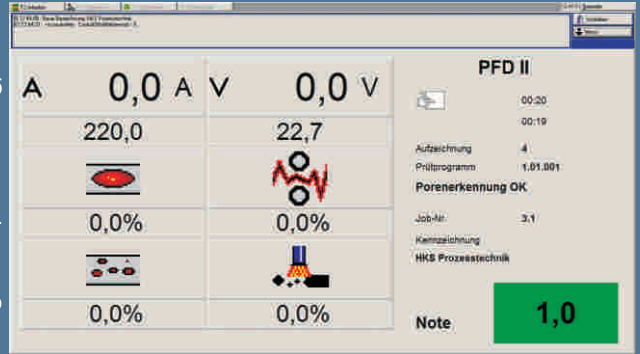 PFD II
A 0,0 A V 0,0 V
00:20
220,0 22,7
00:19
Aufzeichnung 4
Prüfprogramm 1.01.001
Porenerkennung OK
0,0% 0,0%
Job-Nr. 3.1
Kennzeichnung
HKS Prozesstechnik
0,0% 0,0%
Note 1,0